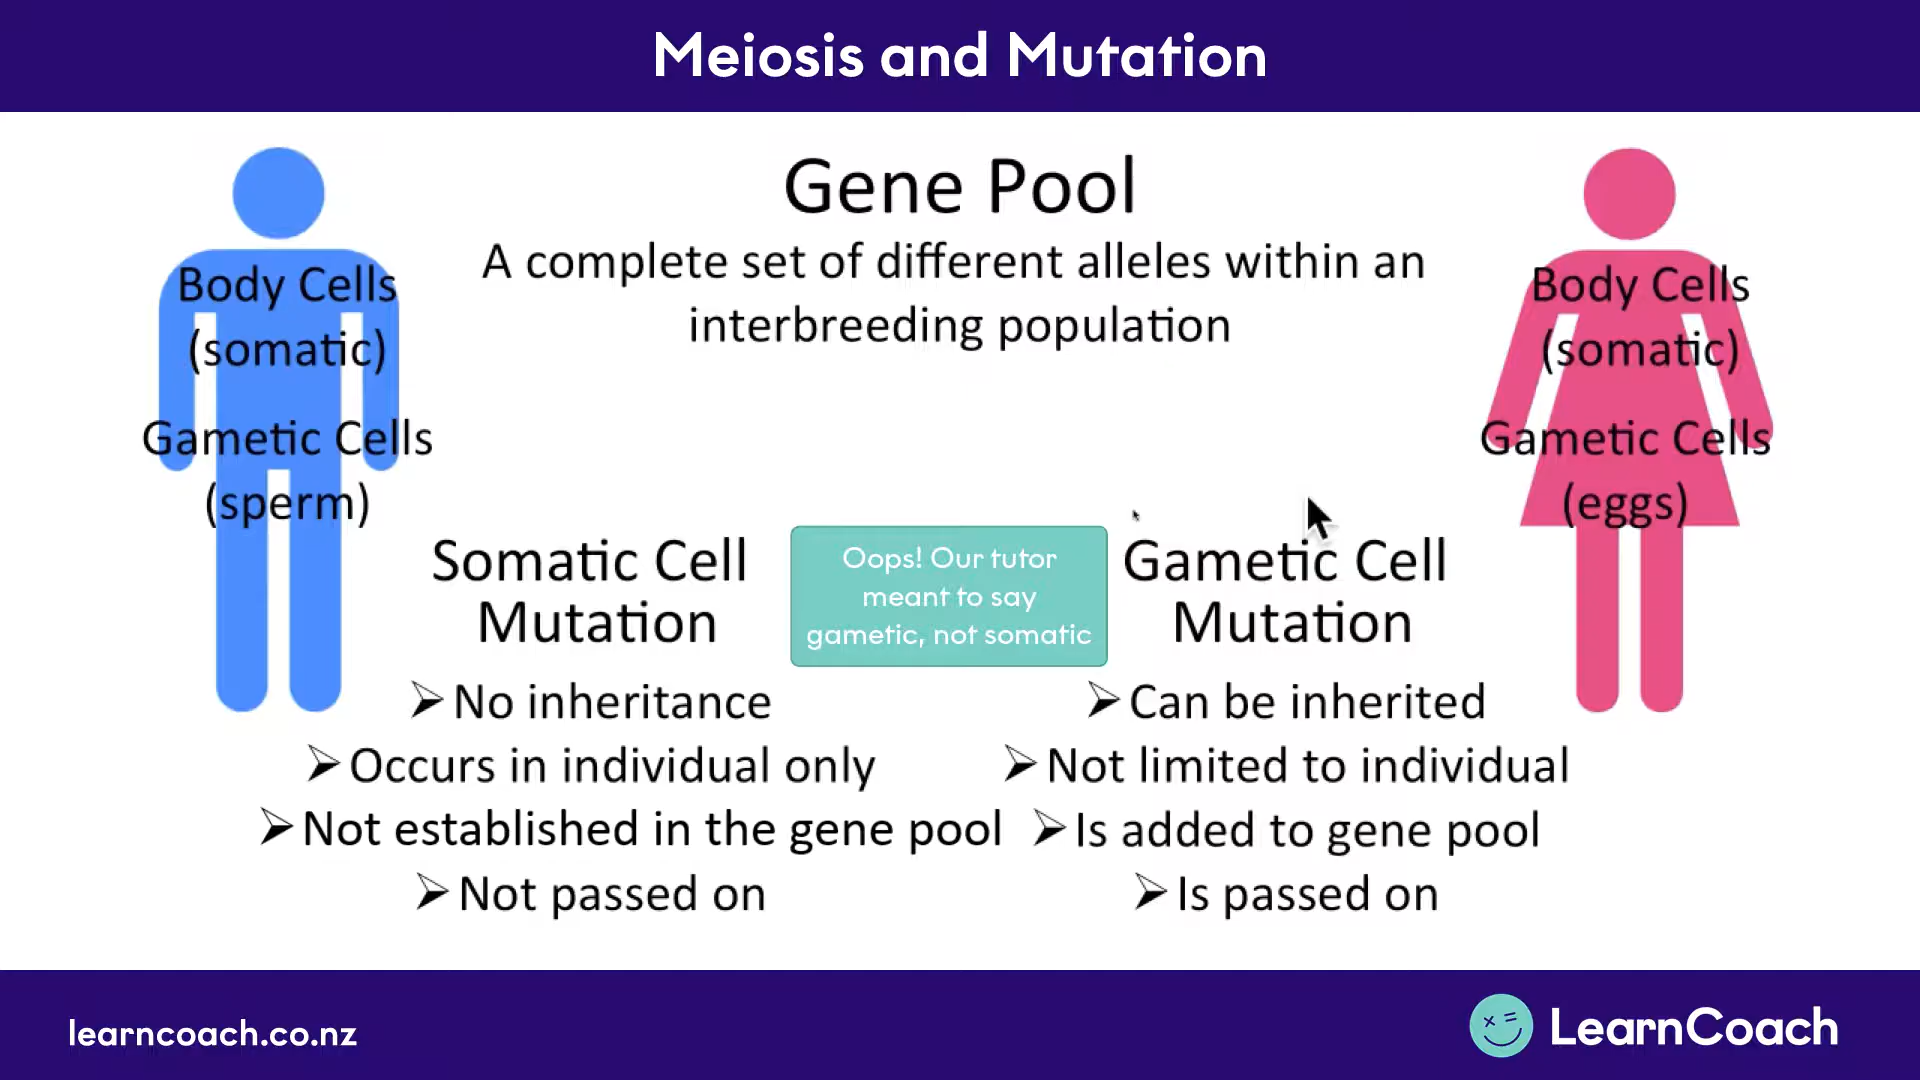 Meiosis and Mutation
Gene Pool
A complete set of different alleles within an
interbreeding population
Body Cells
(somatic)
Gametic Cells
(sperm)
Body Cells
(somatic)
Gametic Cells
(eggs)
Somatic Cell
Mutation
➢No inheritance
➢Occurs in individual only
➢Not established in the gene pool
➢Not passed on
Oops! Our tutor
meant to say
gametic, not somatic
Gametic Cell
Mutation
➢Can be inherited
➢Not limited to individual
➢Is added to gene pool
➢Is passed on
learncoach.co.nz
LearnCoach